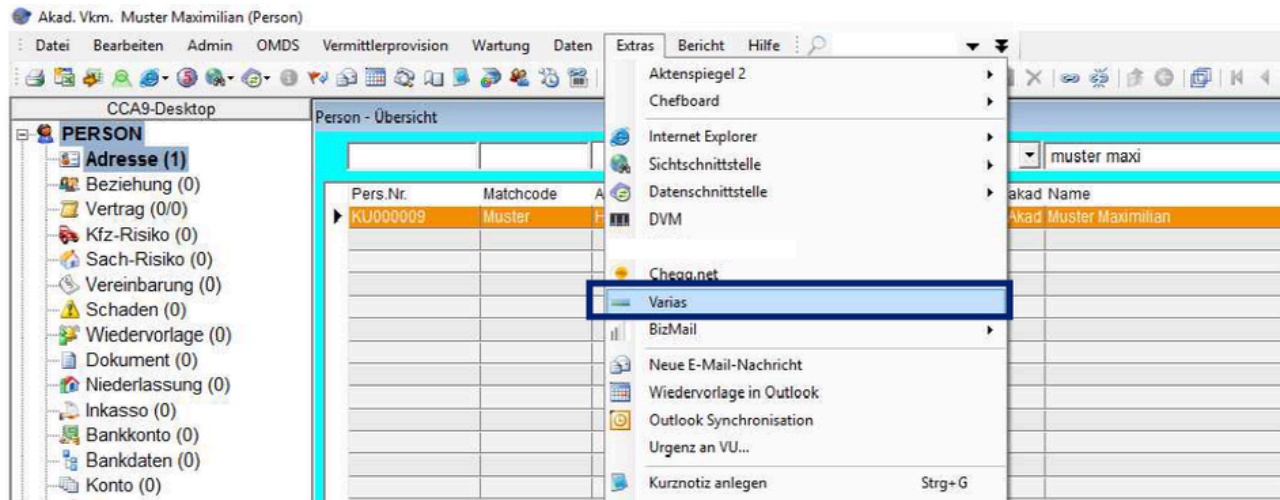 Akad. Vkm. Muster Maximilian (Person)
Datei Bearbeiten Admin OMDS Vermittlerprovision Wartung Daten Extras Bericht Hilfe
CCA9-Desktop
PERSON
Adresse (1)
Beziehung (0)
Vertrag (0/0)
Kfz-Risiko (0)
Sach-Risiko (0)
Vereinbarung (0)
Schaden (0)
Wiedervorlage (0)
Dokument (0)
Niederlassung (0)
Inkasso (0)
Bankkonto (0)
Bankdaten (0)
Konto (0)
Person - Übersicht
muster maxi
Pers.Nr. Matchcode A akad Name
KU000009 Muster H Akad Muster Maximilian
Aktenspiegel 2
Chefboard
Internet Explorer
Sichtschnittstelle
Datenschnittstelle
DVM
Chegg.net
Varias
BizMail
Neue E-Mail-Nachricht
Wiedervorlage in Outlook
Outlook Synchronisation
Urgenz an VU...
Kurznotiz anlegen Strg+G